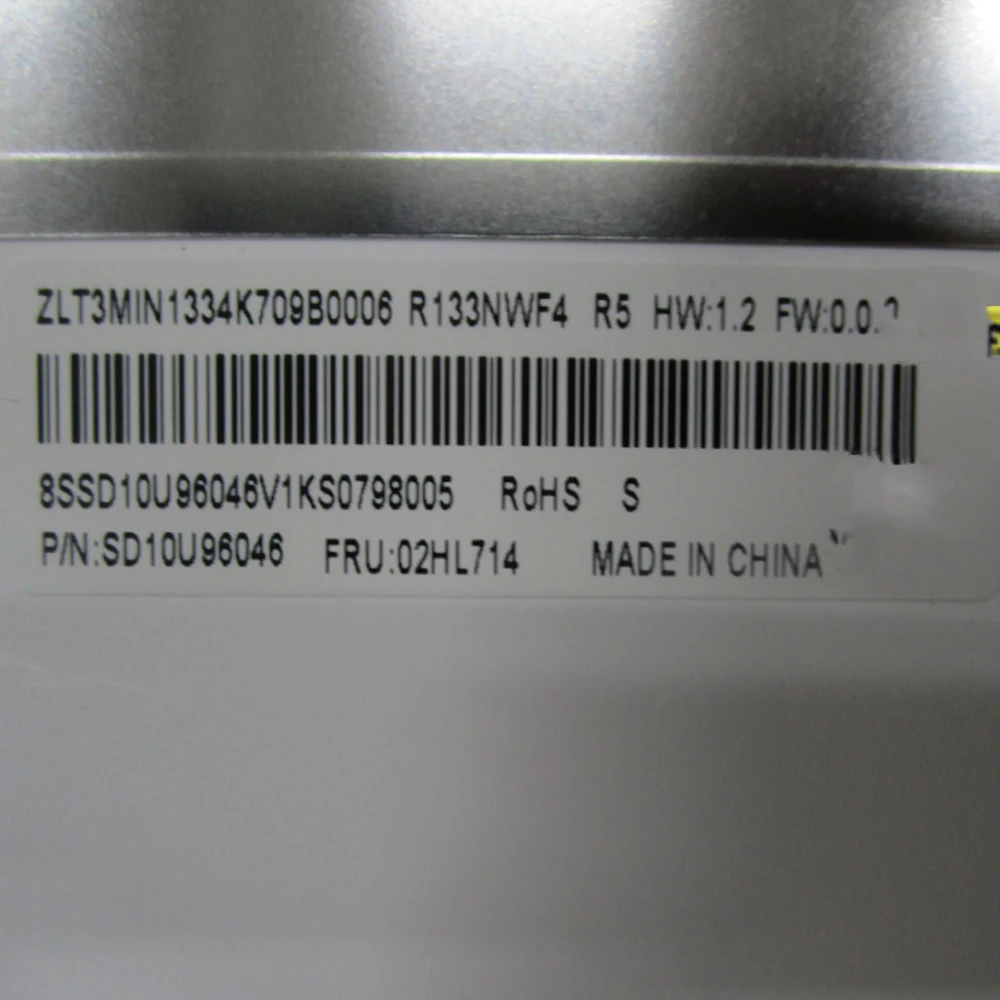 ZLT3MIN1334K709B0006 R133NWF4 R5 HW:1.2
8SSD10U96046V1KS0798005 RoHS S
P/N:SD10U96046 FRU:02HL714 MADE IN CHINA